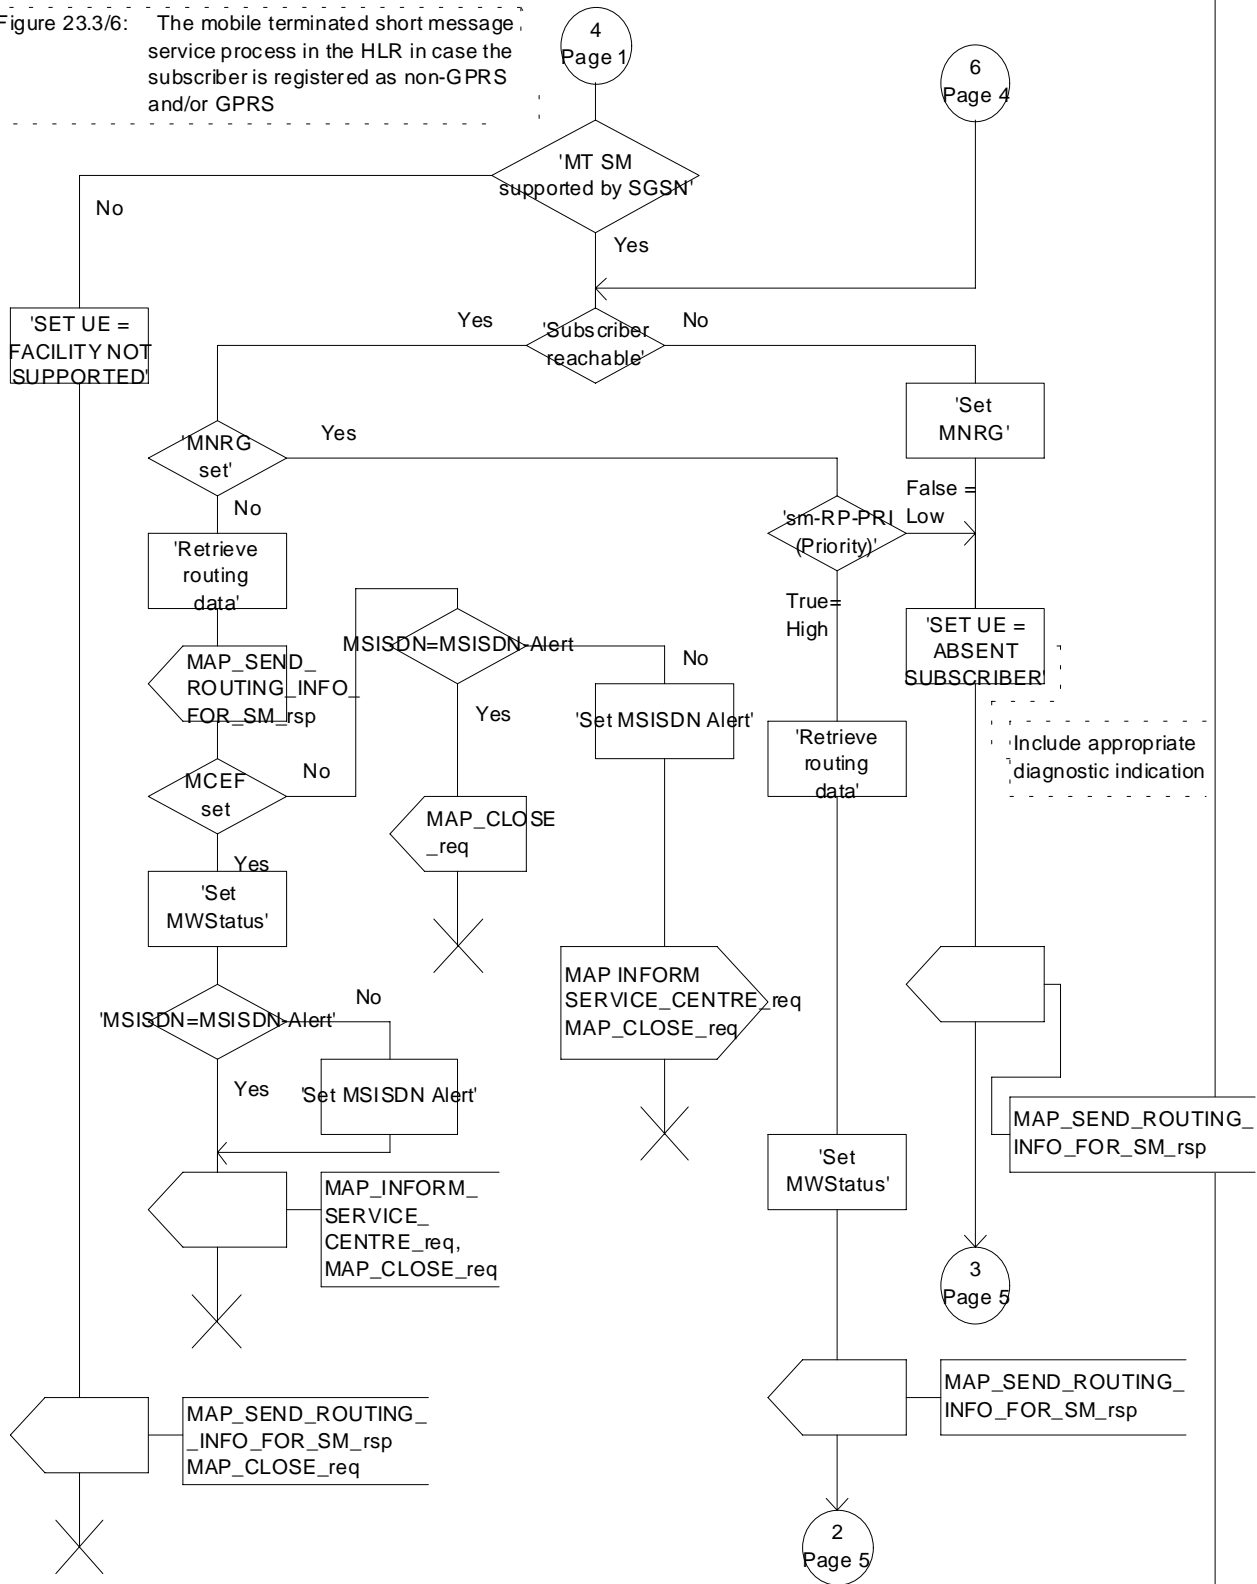 Figure 23.3/6: The mobile terminated short message
service process in the HLR in case the
subscriber is registered as non-GPRS
and/or GPRS
4
Page 1
6
Page 4
'MT SM
supported by SGSN'
No
Yes
'SET UE =
FACILITY NOT
SUPPORTED'
Yes
'Subscriber
reachable'
No
'Set
MNRG'
'MNRG
set'
Yes
No
False =
Low
'sm-RP-PRI
(Priority)'
True=
High
'Retrieve
routing
data'
MSISDN=MSISDN-Alert
No
Yes
'SET UE =
ABSENT
SUBSCRIBER'
MAP_SEND_
ROUTING_INFO_
FOR_SM_rsp
'Set MSISDN Alert'
'Retrieve
routing
data'
Include appropriate
diagnostic indication
MCEF
set
No
Yes
MAP_CLOSE
_req
'Set
MWStatus'
MAP INFORM
SERVICE_CENTRE_req
MAP_CLOSE_req
'MSISDN=MSISDN-Alert'
No
Yes
'Set MSISDN Alert'
MAP_SEND_ROUTING_
INFO_FOR_SM_rsp
'Set
MWStatus'
MAP_INFORM_
SERVICE_
CENTRE_req,
MAP_CLOSE_req
3
Page 5
MAP_SEND_ROUTING_
INFO_FOR_SM_rsp
MAP_SEND_ROUTING_
_INFO_FOR_SM_rsp
MAP_CLOSE_req
2
Page 5